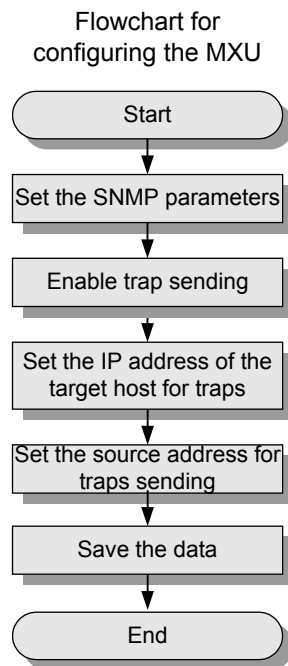 Flowchart for
configuring the MXU
Start
Set the SNMP parameters
Enable trap sending
Set the IP address of the
target host for traps
Set the source address for
traps sending
Save the data
End